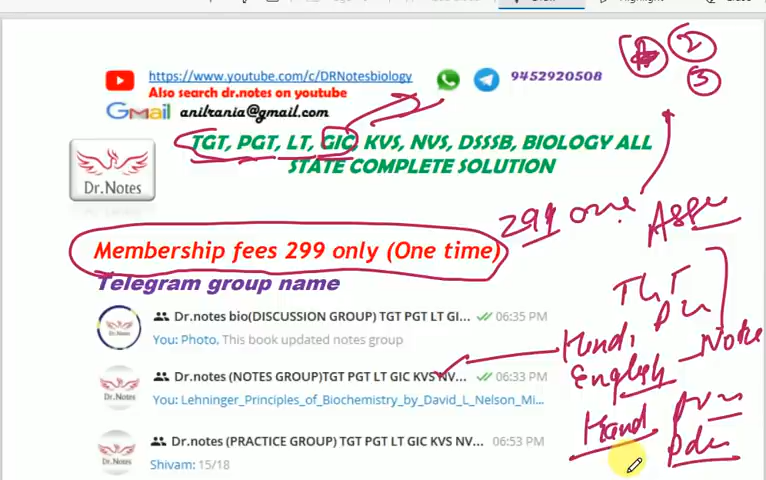 https://www.youtube.com/c/DRNotesbiology
9452920508
Also search dr.notes on youtube
Gmail anilrania@gmail.com
2
3
Dr.Notes
TGT, PGT, LT, GIC, KVS, NVS, DSSSB, BIOLOGY ALL
STATE COMPLETE SOLUTION
299 one
Membership fees 299 only (One time)
Telegram group name
TGT
Dr.notes bio(DISCUSSION GROUP) TGT PGT LT GI... 06:35 PM
You: Photo, This book updated notes group
Hindi
Note
English
Dr.notes (NOTES GROUP)TGT PGT LT GIC KVS NV... 06:33 PM
You: Lehninger_Principles_of_Biochemistry_by_David_L_Nelson_Mi...
Hand
Dr.notes (PRACTICE GROUP) TGT PGT LT GIC KVS NV... 06:53 PM
Shivam: 15/18